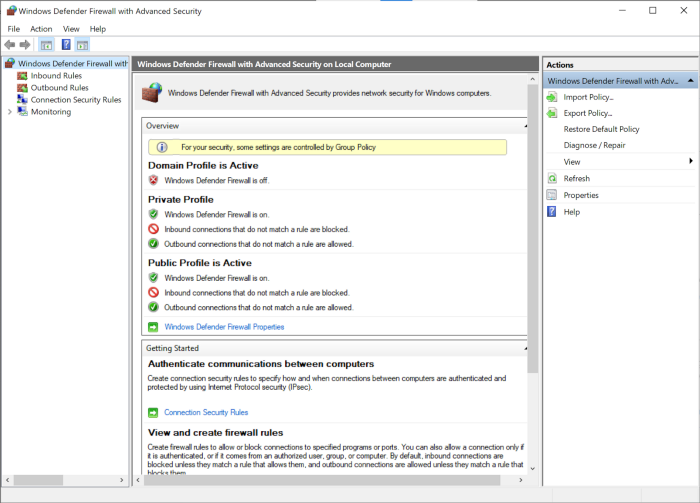 Windows Defender Firewall with Advanced Security
File Action View Help
Windows Defender Firewall with
Inbound Rules
Outbound Rules
Connection Security Rules
Monitoring
Windows Defender Firewall with Advanced Security on Local Computer
Windows Defender Firewall with Advanced Security provides network security for Windows computers.
Overview
For your security, some settings are controlled by Group Policy
Domain Profile is Active
Windows Defender Firewall is off.
Private Profile
Windows Defender Firewall is on.
Inbound connections that do not match a rule are blocked.
Outbound connections that do not match a rule are allowed.
Public Profile is Active
Windows Defender Firewall is on.
Inbound connections that do not match a rule are blocked.
Outbound connections that do not match a rule are allowed.
Windows Defender Firewall Properties
Getting Started
Authenticate communications between computers
Create connection security rules to specify how and when connections between computers are authenticated and
protected by using Internet Protocol security (IPsec).
Connection Security Rules
View and create firewall rules
Create firewall rules to allow or block connections to specified programs or ports. You can also allow a connection only if
it is authenticated, or if it comes from an authorized user, group, or computer. By default, inbound connections are
blocked unless they match a rule that allows them, and outbound connections are allowed unless they match a rule that
blocks them.
Actions
Windows Defender Firewall with Adv...
Import Policy...
Export Policy...
Restore Default Policy
Diagnose / Repair
View
Refresh
Properties
Help